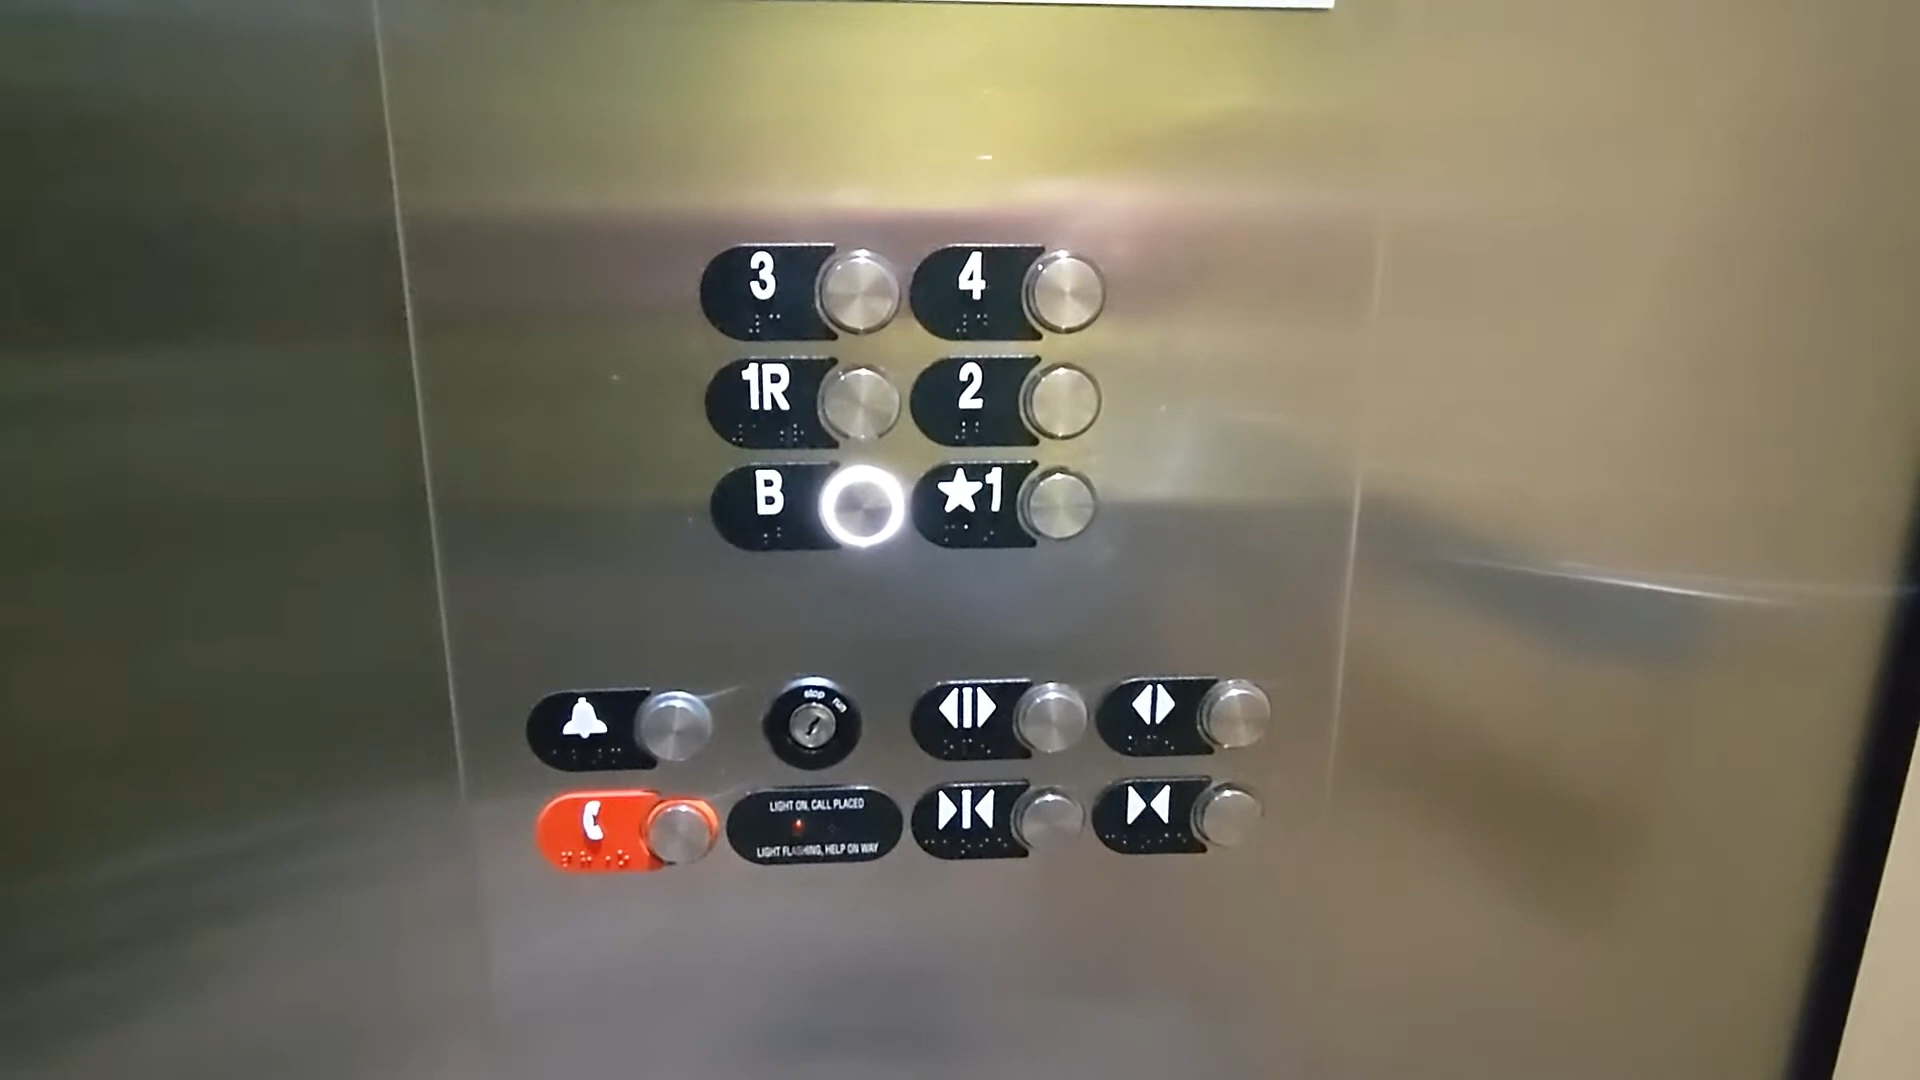 3 4
1R 2
B ★1
stop run
LIGHT ON, CALL PLACED
LIGHT FLASHING, HELP ON WAY